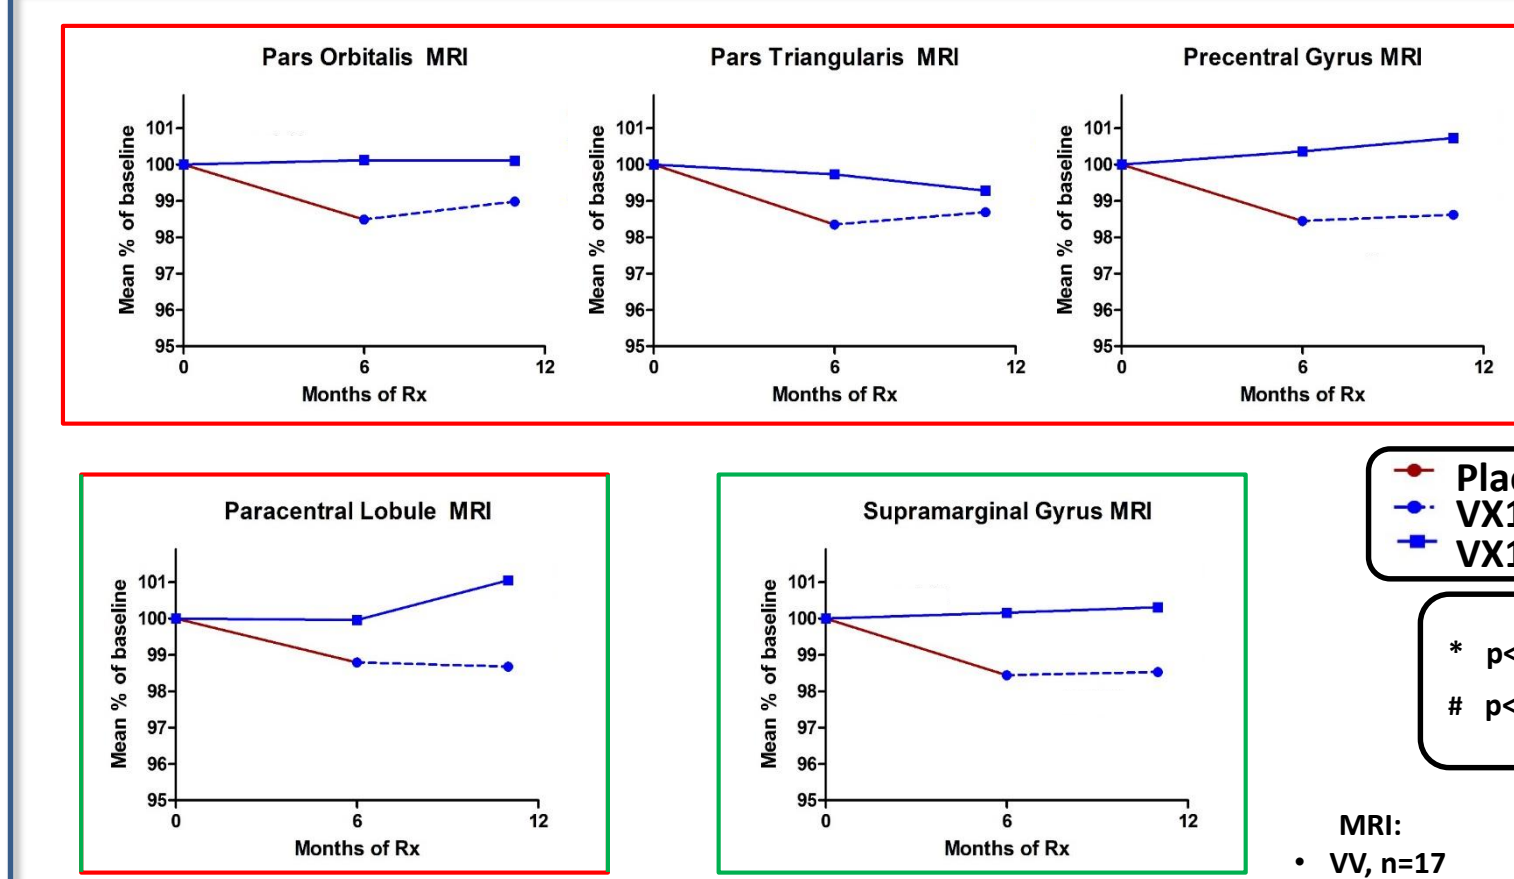 Pars Orbitalis MRI
Mean % of baseline
101
100
99
98
97
96
95
0 6 12
Months of Rx
Pars Triangularis MRI
Mean % of baseline
101
100
99
98
97
96
95
0 6 12
Months of Rx
Precentral Gyrus MRI
Mean % of baseline
101
100
99
98
97
96
95
0 6 12
Months of Rx
Paracentral Lobule MRI
Mean % of baseline
101
100
99
98
97
96
95
0 6 12
Months of Rx
Supramarginal Gyrus MRI
Mean % of baseline
101
100
99
98
97
96
95
0 6 12
Months of Rx
Plac
VX1
VX1
* p<
# p<
MRI:
• VV, n=17